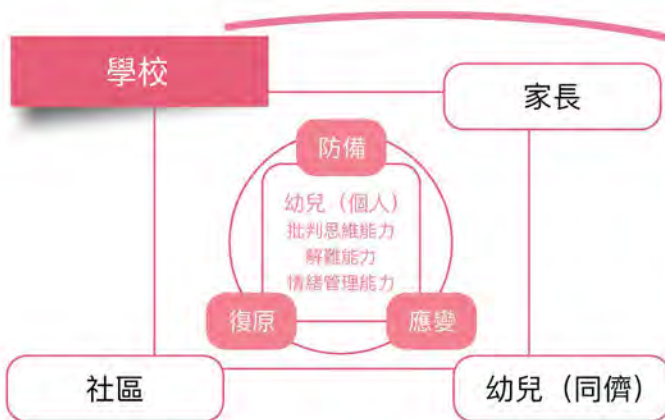 學校
家長
防備
幼兒（個人）
批判思維能力
解難能力
情緒管理能力
復原
應變
社區
幼兒（同儕）